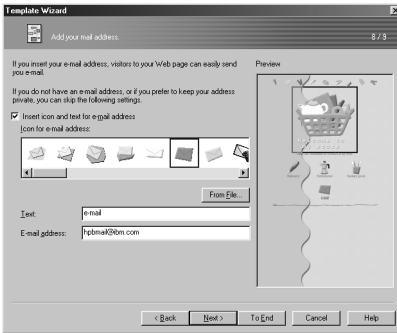 Template Wizard
Add your mail address.
8 / 9
If you insert your e-mail address, visitors to your Web page can easily send
you e-mail.
If you do not have an e-mail address, or if you prefer to keep your address
private, you can skip the following settings.
Insert icon and text for e-mail address
Icon for e-mail address:
From File...
Text:
e-mail
E-mail address:
hpbmail@ibm.com
Preview
< Back
Next >
To End
Cancel
Help